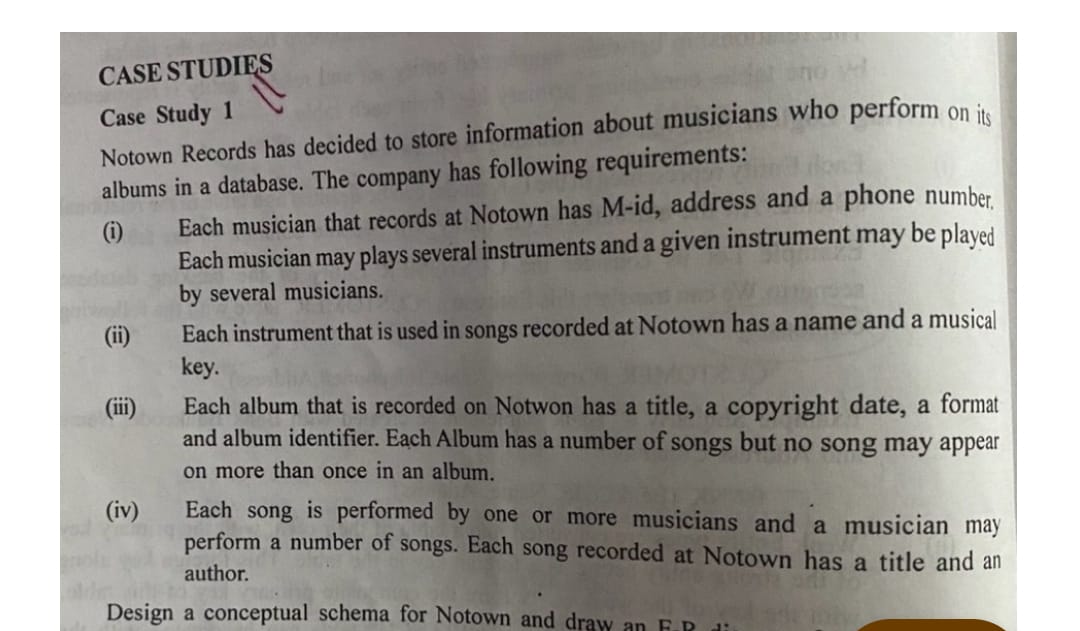 CASE STUDIES
Case Study 1
Notown Records has decided to store information about musicians who perform on its
albums in a database. The company has following requirements:
(i) Each musician that records at Notown has M-id, address and a phone number.
Each musician may plays several instruments and a given instrument may be played
by several musicians.
(ii) Each instrument that is used in songs recorded at Notown has a name and a musical
key.
(iii) Each album that is recorded on Notwon has a title, a copyright date, a format
and album identifier. Each Album has a number of songs but no song may appear
on more than once in an album.
(iv) Each song is performed by one or more musicians and a musician may
perform a number of songs. Each song recorded at Notown has a title and an
author.
Design a conceptual schema for Notown and draw an E.R